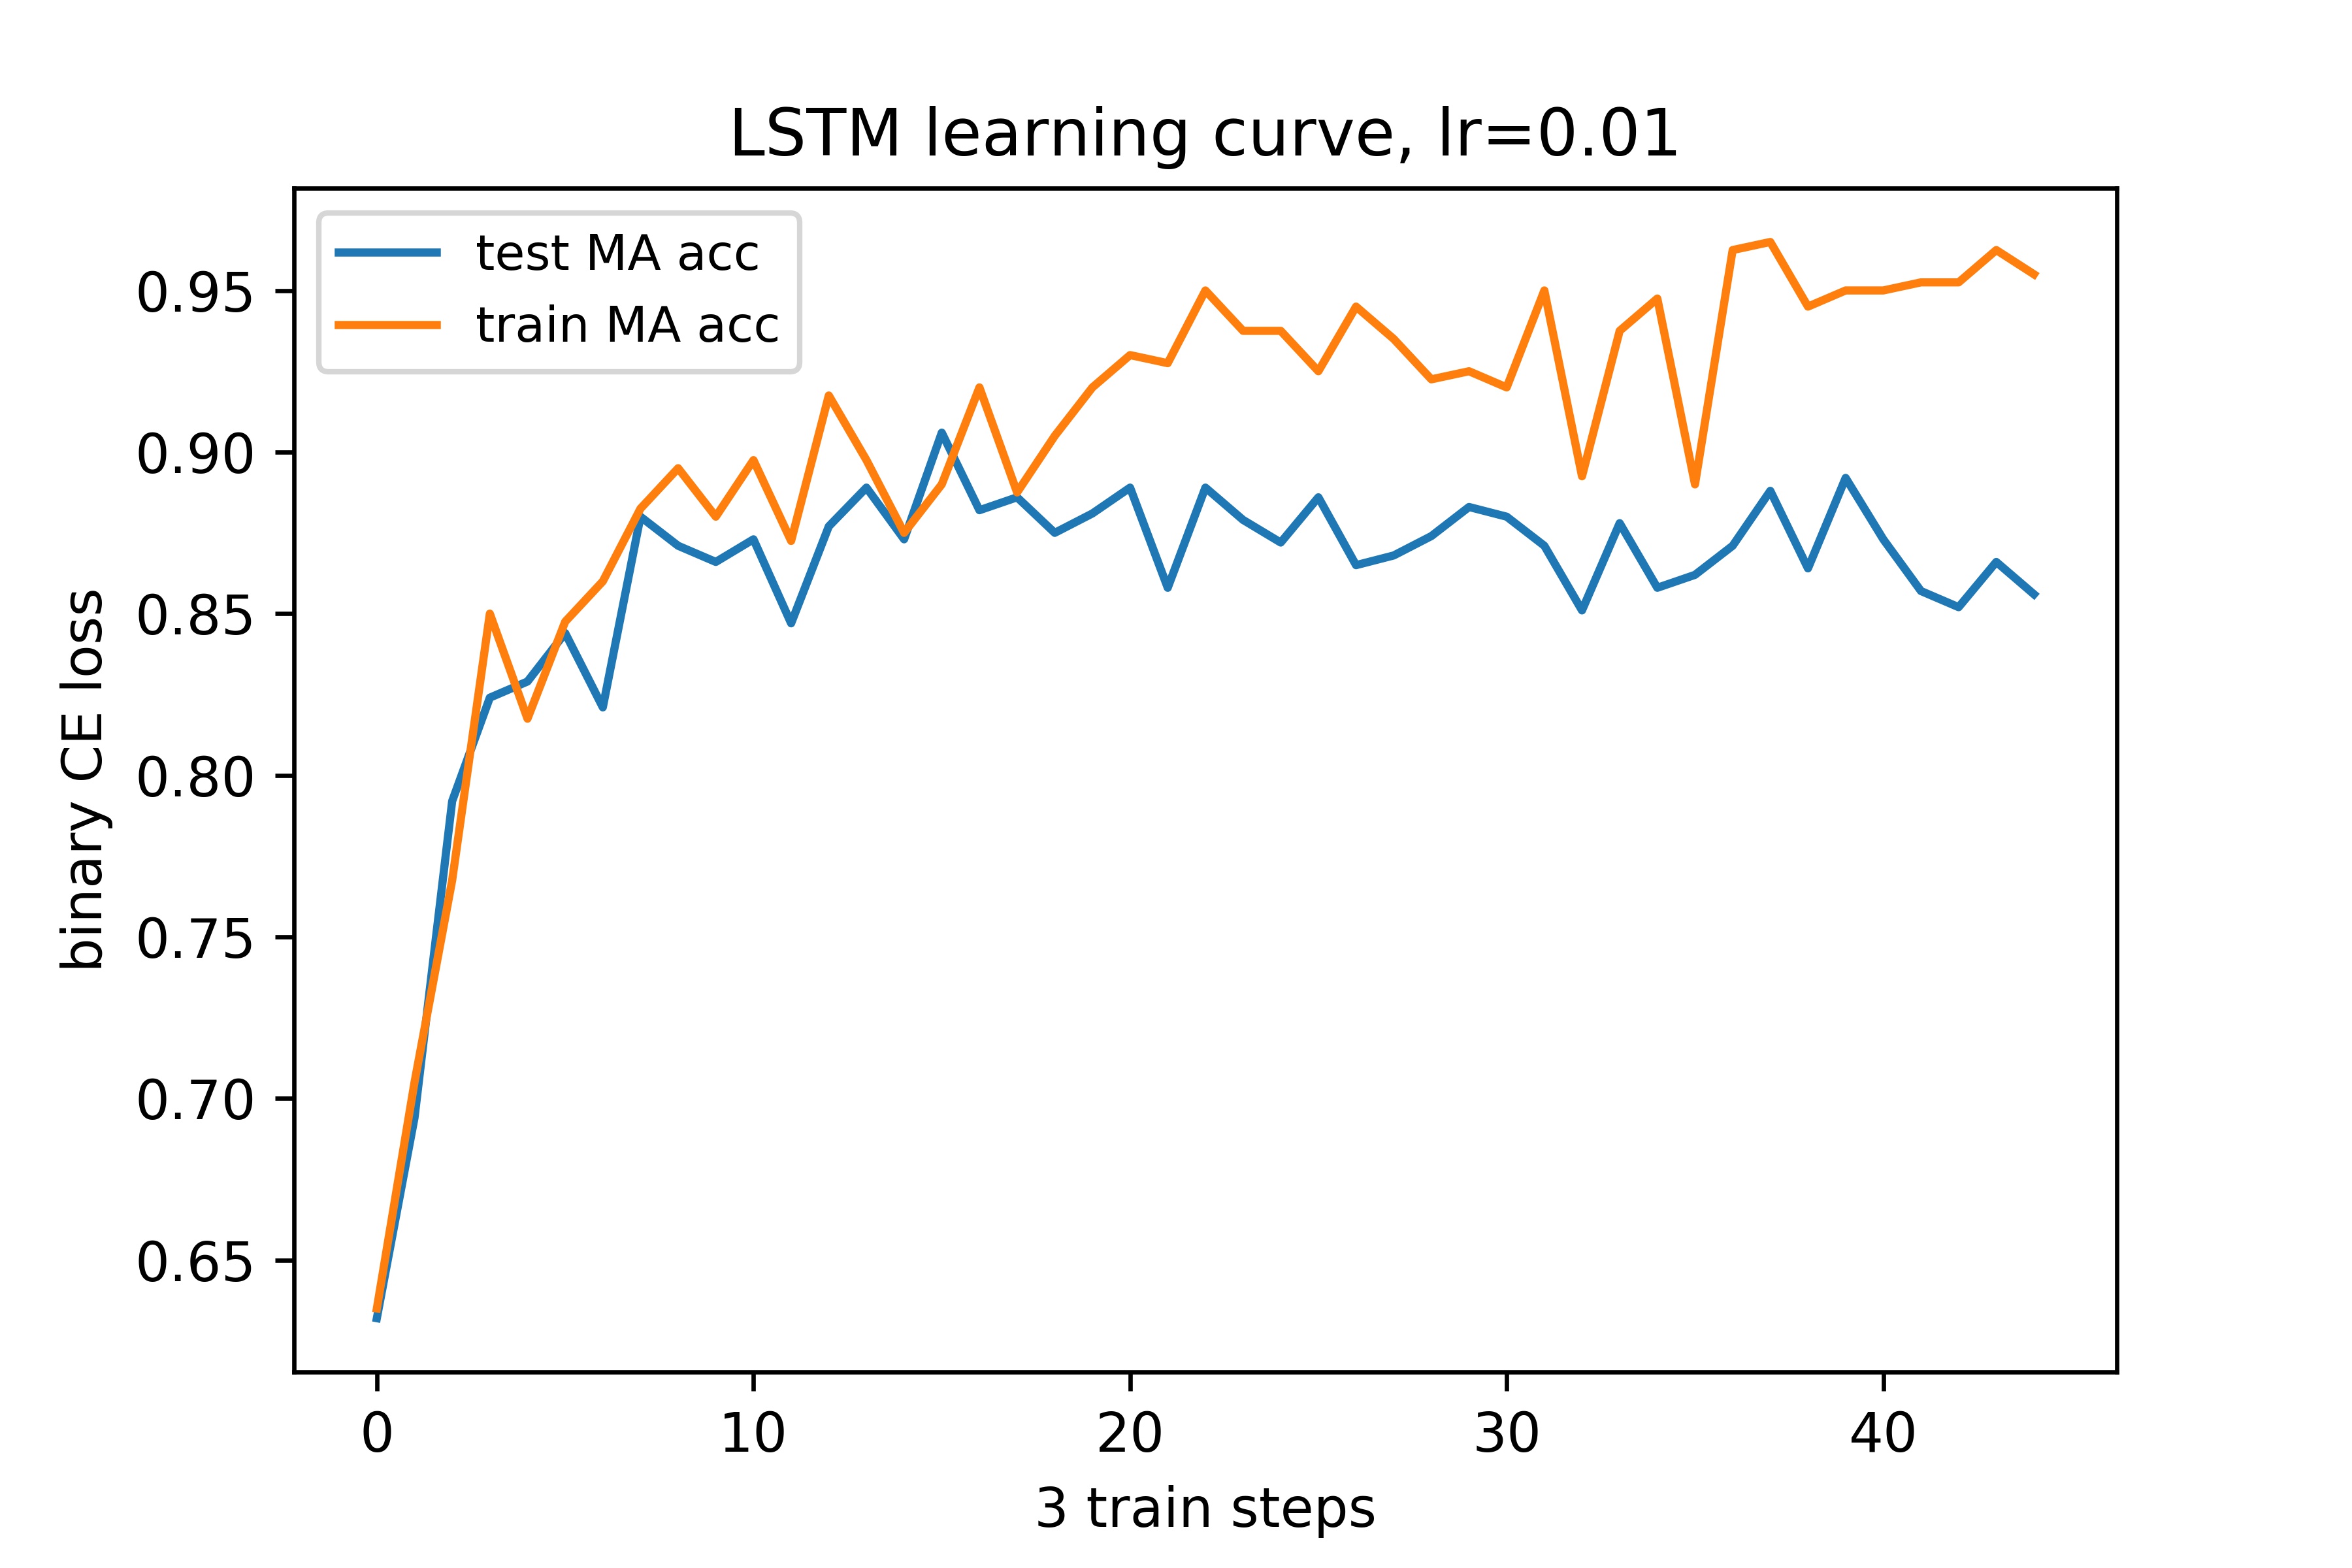 LSTM learning curve, lr=0.01
test MA acc
train MA acc
binary CE loss
0.95
0.90
0.85
0.80
0.75
0.70
0.65
0 10 20 30 40
3 train steps